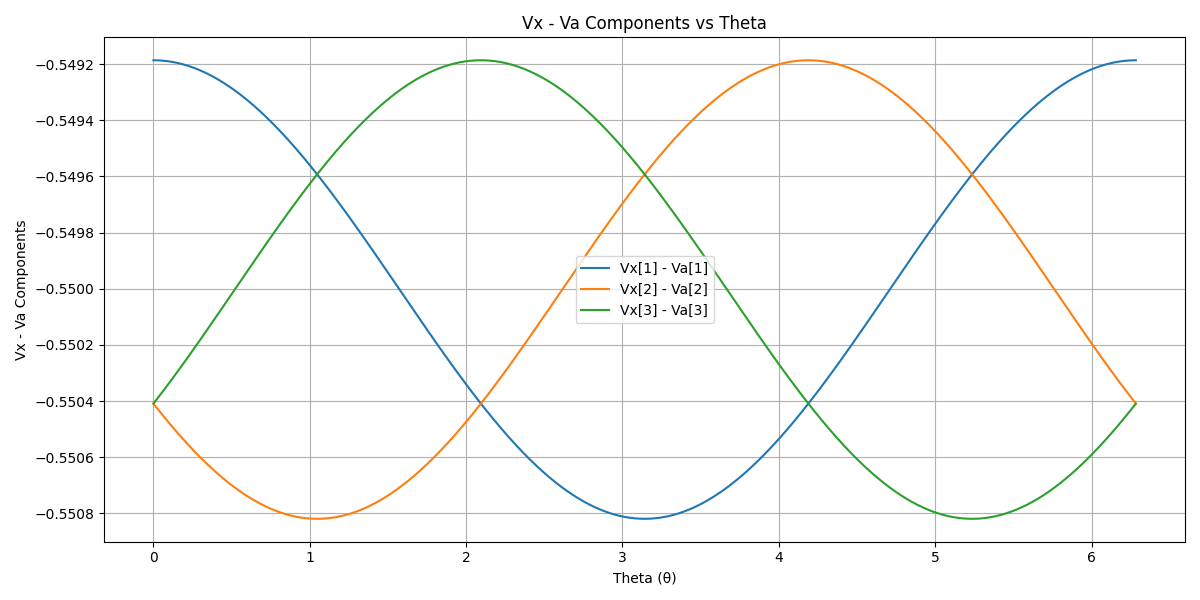 Vx - Va Components vs Theta
Vx - Va Components
−0.5492
−0.5494
−0.5496
−0.5498
−0.5500
−0.5502
−0.5504
−0.5506
−0.5508
Vx[1] - Va[1]
Vx[2] - Va[2]
Vx[3] - Va[3]
0 1 2 3 4 5 6
Theta (θ)